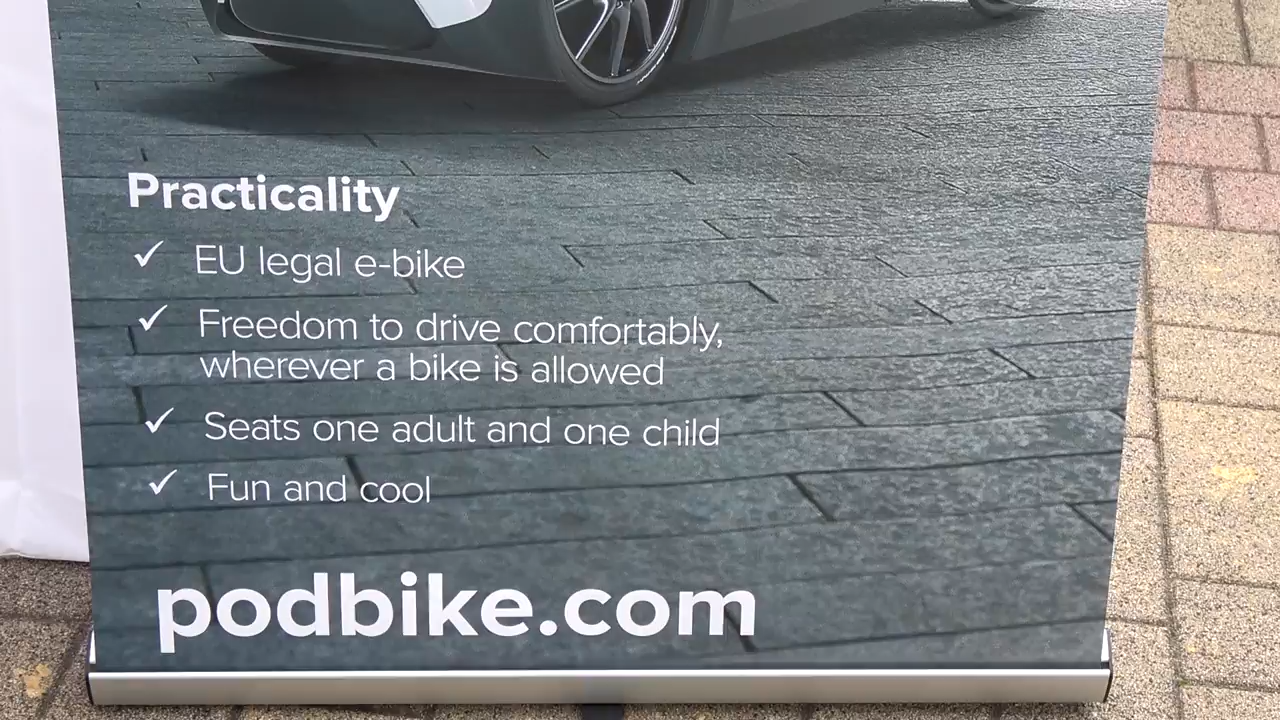 Practicality
✓ EU legal e-bike
✓ Freedom to drive comfortably,
wherever a bike is allowed
✓ Seats one adult and one child
✓ Fun and cool
podbike.com